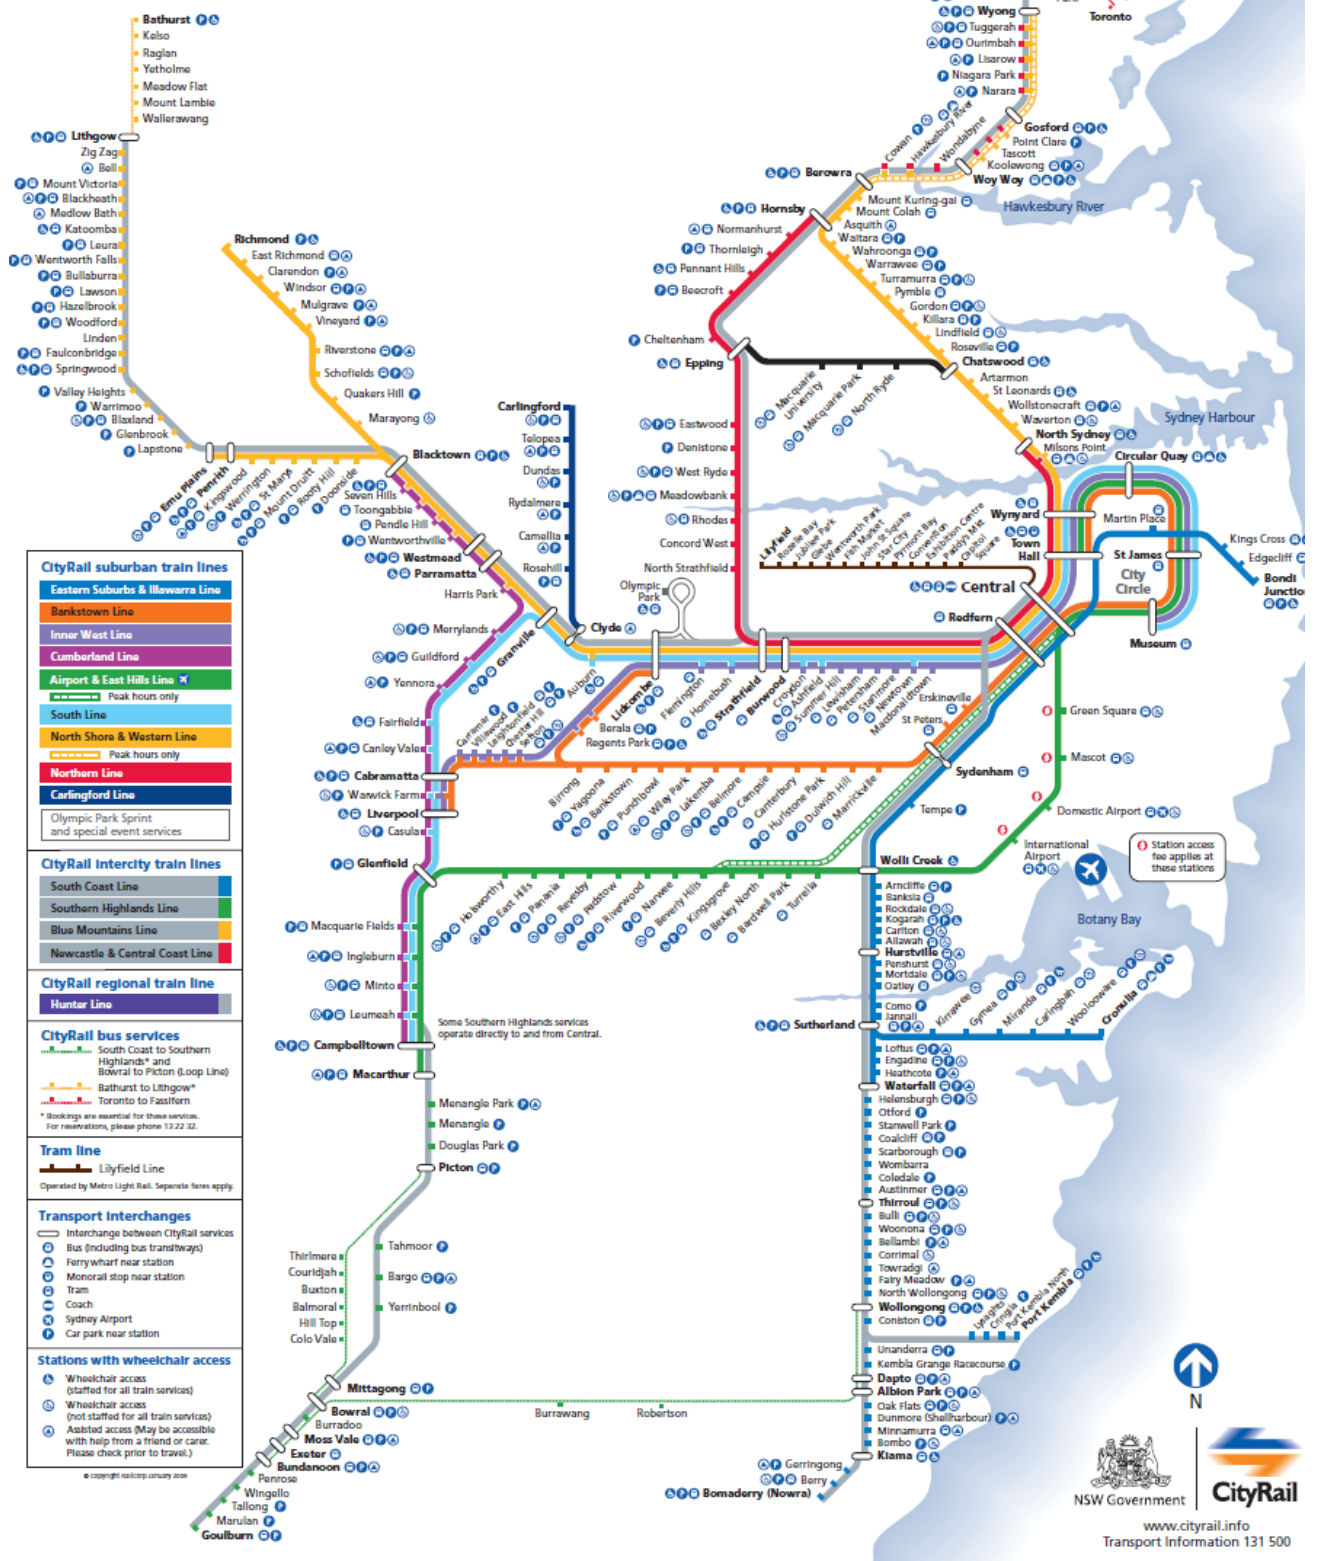 Bathurst
Kelso
Raglan
Yetholme
Meadow Flat
Mount Lambie
Wallerawang
Lithgow
Zig Zag
Bell
Mount Victoria
Blackheath
Medlow Bath
Katoomba
Leura
Wentworth Falls
Bullaburra
Lawson
Hazelbrook
Woodford
Linden
Faulconbridge
Springwood
Valley Heights
Warrimoo
Blaxland
Glenbrook
Lapstone
Emu Plains
Penrith
Kingswood
Werrington
St Marys
Mount Druitt
Rooty Hill
Doonside
Richmond
East Richmond
Clarendon
Windsor
Mulgrave
Vineyard
Riverstone
Schofields
Quakers Hill
Marayong
Blacktown
Seven Hills
Toongabbie
Pendle Hill
Wentworthville
Westmead
Parramatta
Harris Park
Merrylands
Guildford
Yennora
Fairfield
Canley Vale
Cabramatta
Warwick Farm
Liverpool
Casula
Glenfield
Macquarie Fields
Ingleburn
Minto
Leumeah
Campbelltown
Macarthur
Menangle Park
Menangle
Douglas Park
Picton
Tahmoor
Bargo
Yerrinbool
Thirlmere
Couridjah
Buxton
Balmoral
Hill Top
Colo Vale
Mittagong
Bowral
Burradoo
Moss Vale
Exeter
Bundanoon
Penrose
Wingello
Tallong
Marulan
Goulburn
Burrawang
Robertson
Some Southern Highlands services
operate directly to and from Central.
Carlingford
Telopea
Dundas
Rydalmere
Camellia
Rosehill
Clyde
Granville
Auburn
Lidcombe
Olympic
Park
Flemington
Homebush
Strathfield
Burwood
Croydon
Ashfield
Summer Hill
Lewisham
Petersham
Stanmore
Newtown
Macdonaldtown
Carramar
Villawood
Leightonfield
Chester Hill
Sefton
Berala
Regents Park
Birrong
Yagoona
Bankstown
Punchbowl
Wiley Park
Lakemba
Belmore
Campsie
Canterbury
Hurlstone Park
Dulwich Hill
Marrickville
Toronto
Wyong
Tuggerah
Ourimbah
Lisarow
Niagara Park
Narara
Gosford
Point Clare
Tascott
Koolewong
Woy Woy
Wondabyne
Hawkesbury River
Cowan
Hawkesbury River
Berowra
Mount Kuring-gai
Mount Colah
Asquith
Hornsby
Waitara
Wahroonga
Warrawee
Turramurra
Pymble
Gordon
Killara
Lindfield
Roseville
Chatswood
Artarmon
St Leonards
Wollstonecraft
Waverton
North Sydney
Milsons Point
Sydney Harbour
Normanhurst
Thornleigh
Pennant Hills
Beecroft
Cheltenham
Epping
Macquarie
University
Macquarie Park
North Ryde
Eastwood
Denistone
West Ryde
Meadowbank
Rhodes
Concord West
North Strathfield
Lilyfield
Rozelle Bay
Jubilee Park
Glebe
Wentworth Park
Fish Market
John St Square
Star City
Pyrmont Bay
Convention
Exhibition Centre
Paddy's Mkt
Capitol
Square
Circular Quay
Wynyard
Town
Hall
Martin Place
St James
City
Circle
Museum
Central
Redfern
Kings Cross
Edgecliff
Bondi
Junctio
Erskineville
St Peters
Sydenham
Tempe
Green Square
Mascot
Domestic Airport
International
Airport
Station access
fee applies at
these stations
Botany Bay
Wolli Creek
Holsworthy
East Hills
Panania
Revesby
Padstow
Riverwood
Narwee
Beverly Hills
Kingsgrove
Bexley North
Bardwell Park
Turrella
Arncliffe
Banksia
Rockdale
Kogarah
Carlton
Allawah
Hurstville
Penshurst
Mortdale
Oatley
Como
Jannali
Sutherland
Kirrawee
Gymea
Miranda
Caringbah
Woolooware
Cronulla
Loftus
Engadine
Heathcote
Waterfall
Helensburgh
Otford
Stanwell Park
Coalcliff
Scarborough
Wombarra
Coledale
Austinmer
Thirroul
Bulli
Woonona
Bellambi
Corrimal
Towradgi
Fairy Meadow
North Wollongong
Wollongong
Coniston
Lysaghts
Cringila
Port Kembla North
Port Kembla
Unanderra
Kembla Grange Racecourse
Dapto
Albion Park
Oak Flats
Dunmore (Shellharbour)
Minnamurra
Bombo
Kiama
Gerringong
Berry
Bomaderry (Nowra)
CityRail suburban train lines
Eastern Suburbs & Illawarra Line
Bankstown Line
Inner West Line
Cumberland Line
Airport & East Hills Line
Peak hours only
South Line
North Shore & Western Line
Peak hours only
Northern Line
Carlingford Line
Olympic Park Sprint
and special event services
CityRail intercity train lines
South Coast Line
Southern Highlands Line
Blue Mountains Line
Newcastle & Central Coast Line
CityRail regional train line
Hunter Line
CityRail bus services
South Coast to Southern
Highlands* and
Bowral to Picton (Loop Line)
Bathurst to Lithgow*
Toronto to Fassifern
* Bookings are essential for these services.
For reservations, please phone 13 22 32.
Tram line
Lilyfield Line
Operated by Metro Light Rail. Separate fares apply.
Transport interchanges
Interchange between CityRail services
Bus (including bus transitways)
Ferry wharf near station
Monorail stop near station
Tram
Coach
Sydney Airport
Car park near station
Stations with wheelchair access
Wheelchair access
(staffed for all train services)
Wheelchair access
(not staffed for all train services)
Assisted access (May be accessible
with help from a friend or carer.
Please check prior to travel.)
N
NSW Government
CityRail
www.cityrail.info
Transport Information 131 500